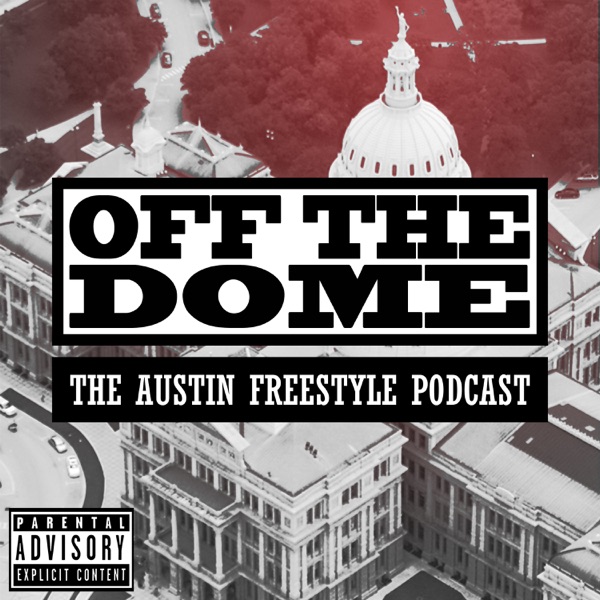 OFF THE
DOME
THE AUSTIN FREESTYLE PODCAST
PARENTAL
ADVISORY
EXPLICIT CONTENT